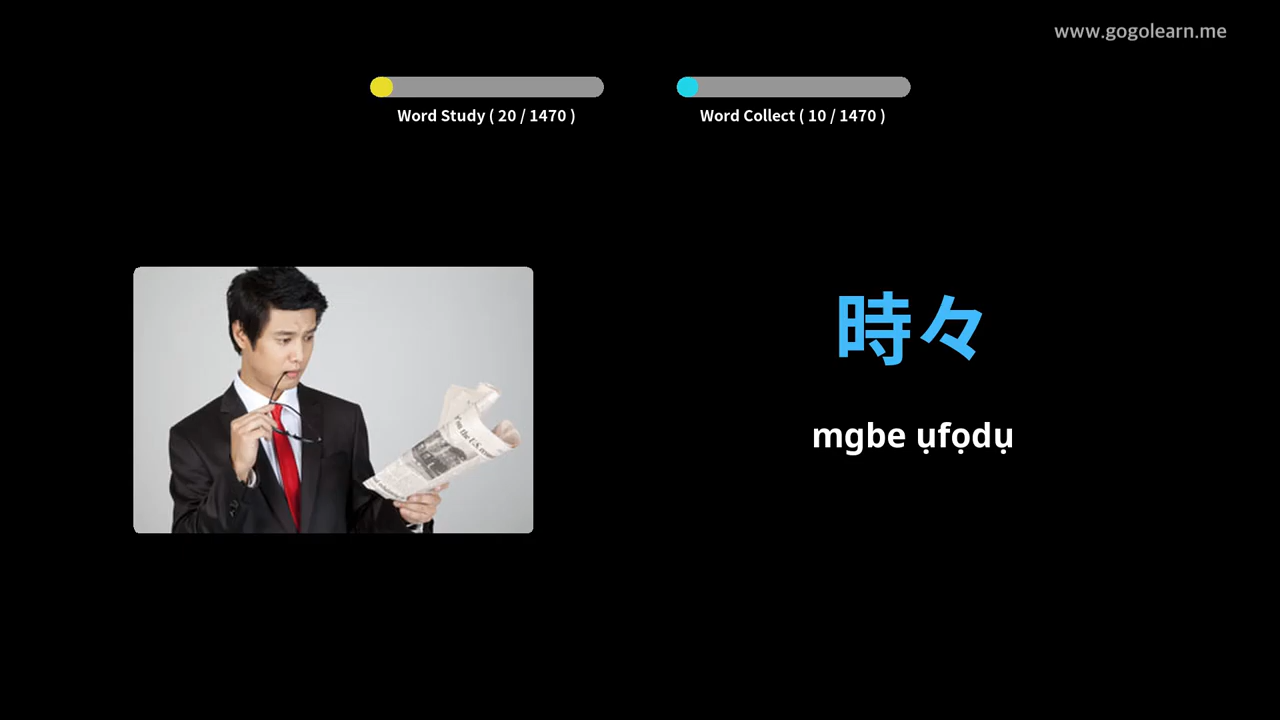 www.gogolearn.me
Word Study ( 20 / 1470 )
Word Collect ( 10 / 1470 )
時々
mgbe ụfọdụ